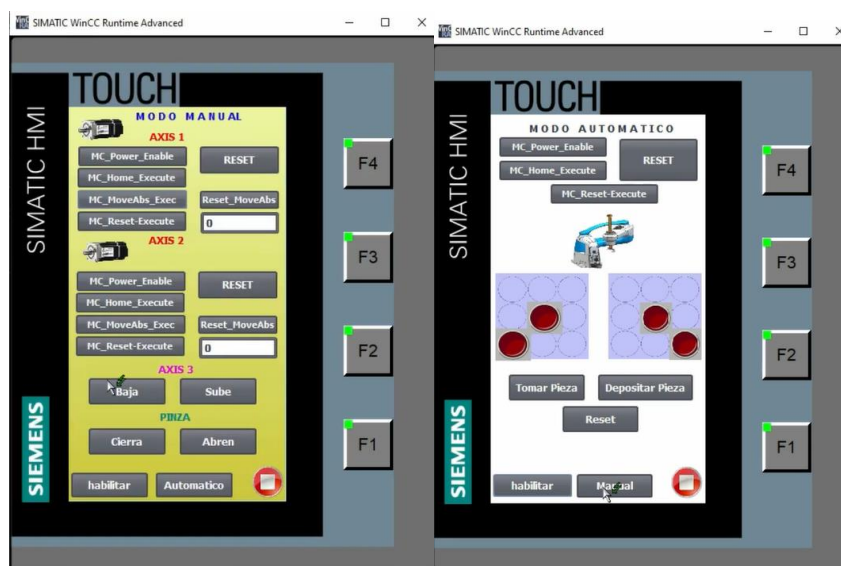 SIMATIC WinCC Runtime Advanced
TOUCH
SIMATIC HMI
SIEMENS
MODO MANUAL
AXIS 1
MC_Power_Enable
RESET
MC_Home_Execute
MC_MoveAbs_Exec
Reset_MoveAbs
MC_Reset-Execute
0
AXIS 2
MC_Power_Enable
RESET
MC_Home_Execute
MC_MoveAbs_Exec
Reset_MoveAbs
MC_Reset-Execute
0
AXIS 3
Baja
Sube
PINZA
Cierra
Abren
habilitar
Automatico
F4
F3
F2
F1
SIMATIC WinCC Runtime Advanced
TOUCH
SIMATIC HMI
SIEMENS
MODO AUTOMATICO
MC_Power_Enable
RESET
MC_Home_Execute
MC_Reset-Execute
Tomar Pieza
Depositar Pieza
Reset
habilitar
Manual
F4
F3
F2
F1